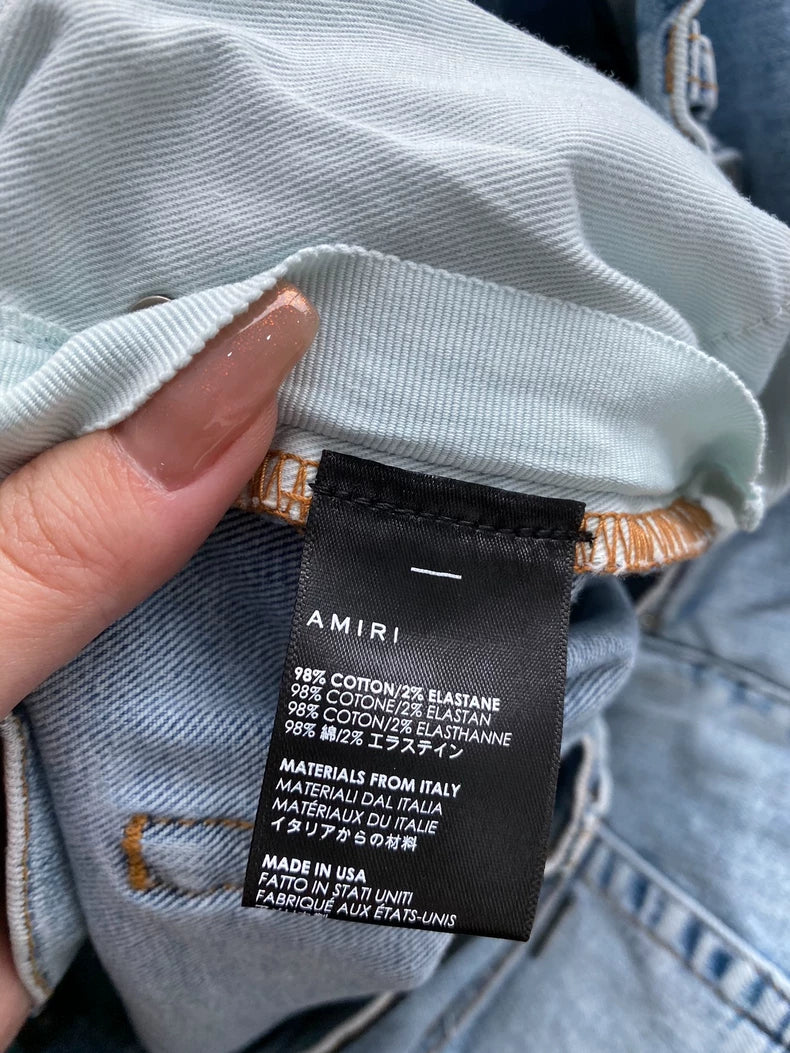 AMIRI
98% COTTON/2% ELASTANE
98% COTONE/2% ELASTAN
98% COTON/2% ELASTHANNE
98% 綿/2% エラステイン
MATERIALS FROM ITALY
MATERIALI DAL ITALIA
MATÉRIAUX DU ITALIE
イタリアからの材料
MADE IN USA
FATTO IN STATI UNITI
FABRIQUÉ AUX ÉTATS-UNIS